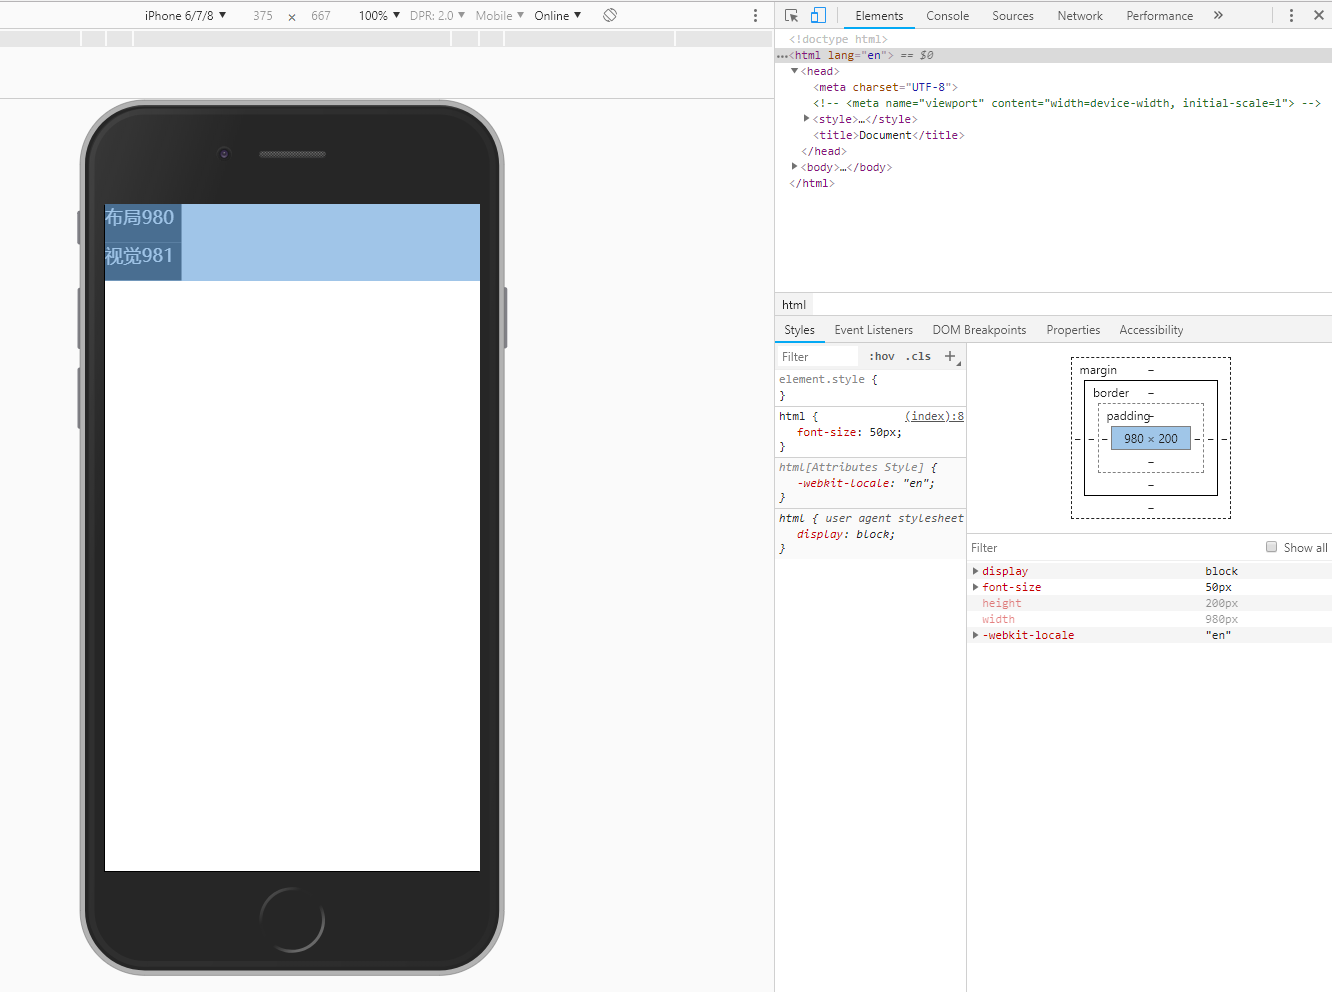 iPhone 6/7/8 ▼ 375 × 667 100% ▼ DPR: 2.0 ▼ Mobile ▼ Online ▼
Elements Console Sources Network Performance »
<!doctype html>
…<html lang="en"> == $0
▼<head>
<meta charset="UTF-8">
<!-- <meta name="viewport" content="width=device-width, initial-scale=1"> -->
▶<style>…</style>
<title>Document</title>
</head>
▶<body>…</body>
</html>
布局980
视觉981
html
Styles Event Listeners DOM Breakpoints Properties Accessibility
Filter :hov .cls +
element.style {
}
html { (index):8
font-size: 50px;
}
html[Attributes Style] {
-webkit-locale: "en";
}
html { user agent stylesheet
display: block;
}
margin –
border –
padding –
– – – 980 × 200 – – –
–
–
–
Filter Show all
▶ display block
▶ font-size 50px
height 200px
width 980px
▶ -webkit-locale "en"